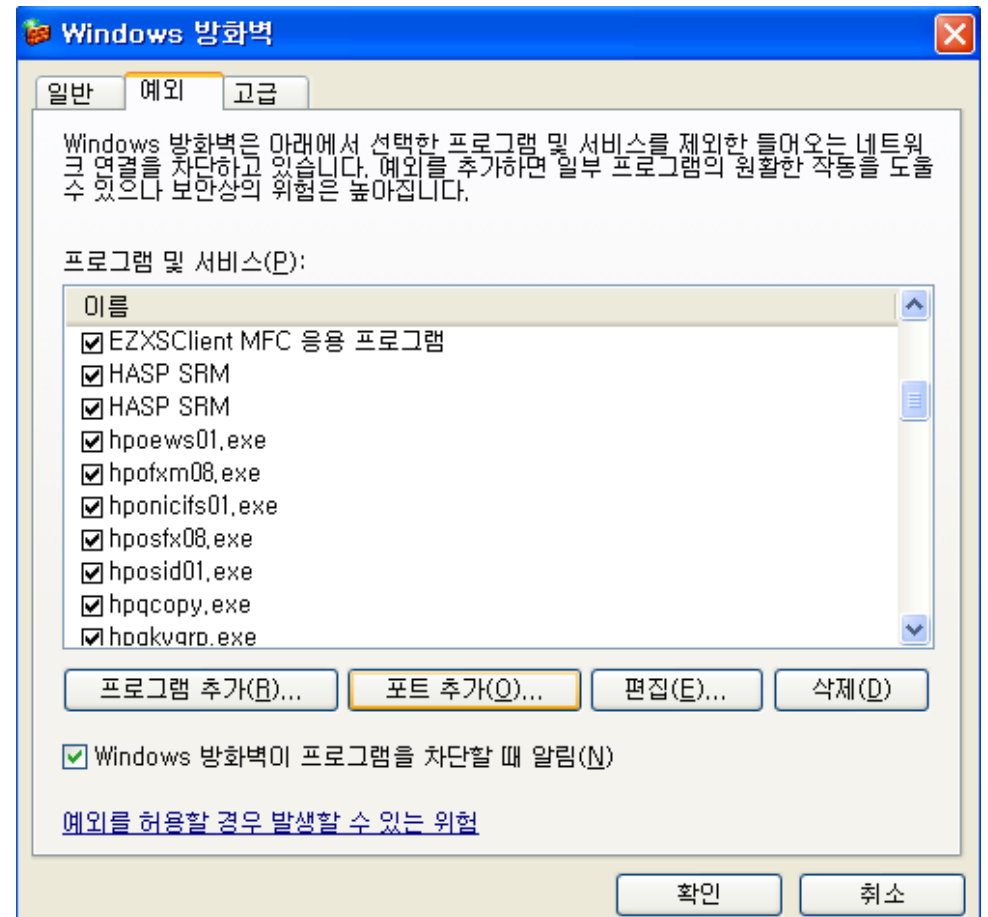 Windows 방화벽
일반 예외 고급
Windows 방화벽은 아래에서 선택한 프로그램 및 서비스를 제외한 들어오는 네트워
크 연결을 차단하고 있습니다. 예외를 추가하면 일부 프로그램의 원활한 작동을 도울
수 있으나 보안상의 위험은 높아집니다.
프로그램 및 서비스(P):
이름
EZXSClient MFC 응용 프로그램
HASP SRM
HASP SRM
hpoews01.exe
hpofxm08.exe
hponicifs01.exe
hposfx08.exe
hposid01.exe
hpqcopy.exe
hpqkygrp.exe
프로그램 추가(R)... 포트 추가(O)... 편집(E)... 삭제(D)
Windows 방화벽이 프로그램을 차단할 때 알림(N)
예외를 허용할 경우 발생할 수 있는 위험
확인 취소